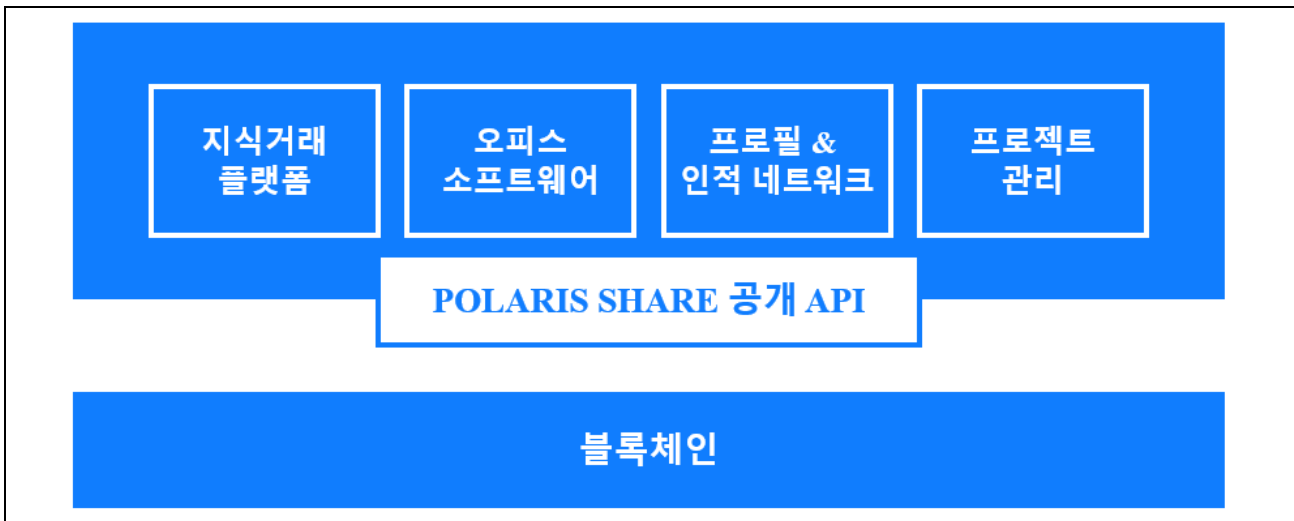 지식거래
플랫폼
오피스
소프트웨어
프로필 &
인적 네트워크
프로젝트
관리
POLARIS SHARE 공개 API
블록체인